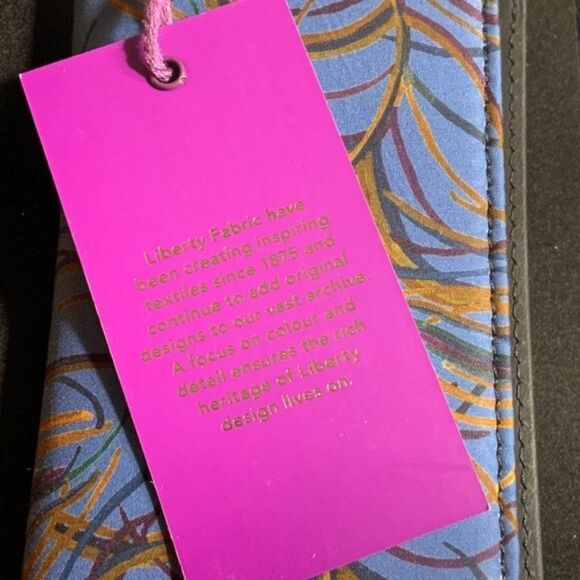 Liberty Fabric have
been creating inspiring
textiles since 1875 and
continue to add original
designs to our vast archive.
A focus on colour and
detail ensures the rich
heritage of Liberty
design lives on.